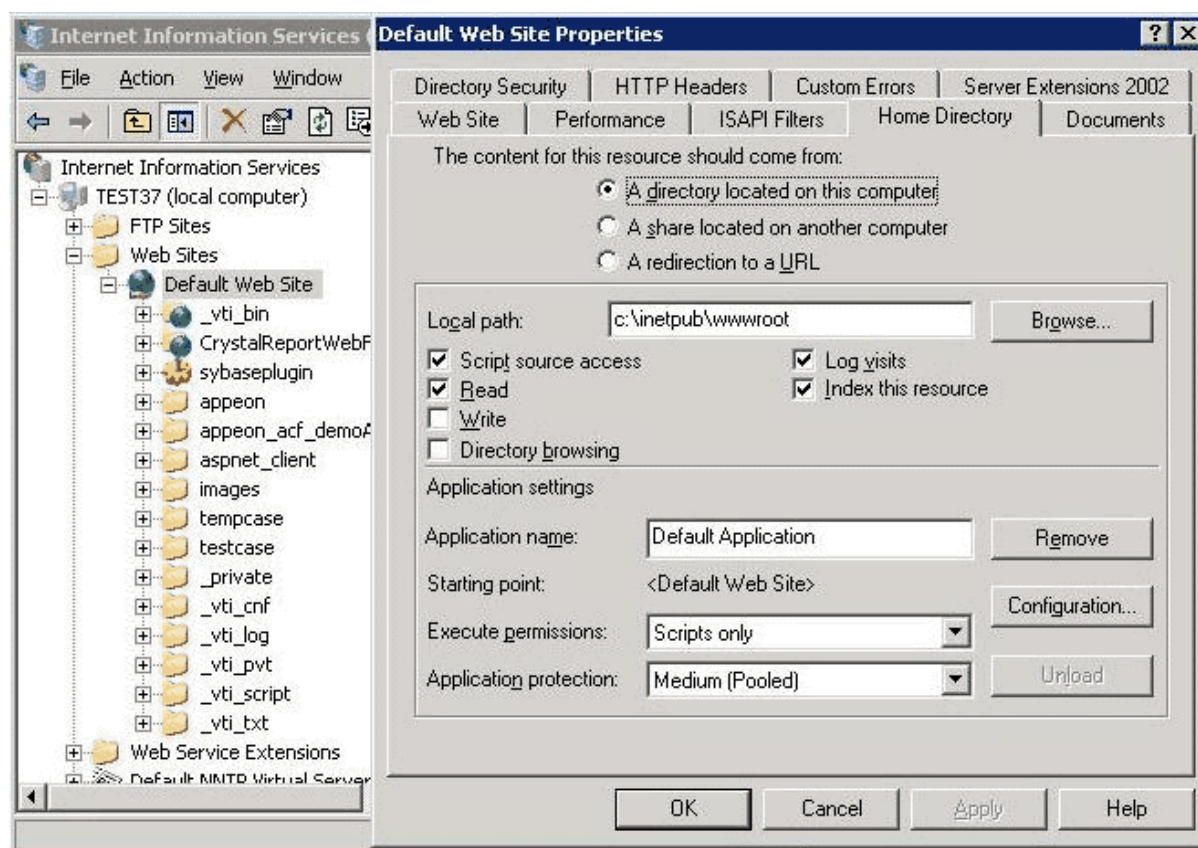 Internet Information Services (
File Action View Window
Internet Information Services
TEST37 (local computer)
FTP Sites
Web Sites
Default Web Site
_vti_bin
CrystalReportWebF
sybaseplugin
appeon
appeon_acf_demoA
aspnet_client
images
tempcase
testcase
_private
_vti_cnf
_vti_log
_vti_pvt
_vti_script
_vti_txt
Web Service Extensions
Default NNTP Virtual Server
Default Web Site Properties
Directory Security HTTP Headers Custom Errors Server Extensions 2002
Web Site Performance ISAPI Filters Home Directory Documents
The content for this resource should come from:
A directory located on this computer
A share located on another computer
A redirection to a URL
Local path: c:\inetpub\wwwroot Browse...
Script source access Log visits
Read Index this resource
Write
Directory browsing
Application settings
Application name: Default Application Remove
Starting point: <Default Web Site>
Configuration...
Execute permissions: Scripts only
Application protection: Medium (Pooled) Unload
OK Cancel Apply Help